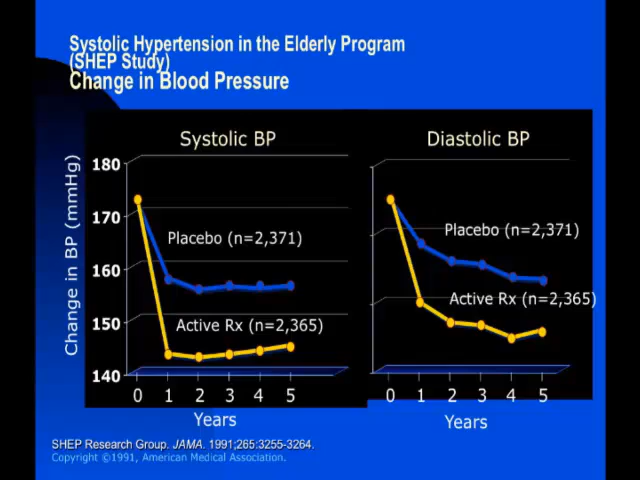 Systolic Hypertension in the Elderly Program
(SHEP Study)
Change in Blood Pressure
Systolic BP
Diastolic BP
Change in BP (mmHg)
180
170
160
150
140
Placebo (n=2,371)
Active Rx (n=2,365)
Placebo (n=2,371)
Active Rx (n=2,365)
0 1 2 3 4 5
0 1 2 3 4 5
Years
Years
SHEP Research Group. JAMA. 1991;265:3255-3264.
Copyright ©1991, American Medical Association.